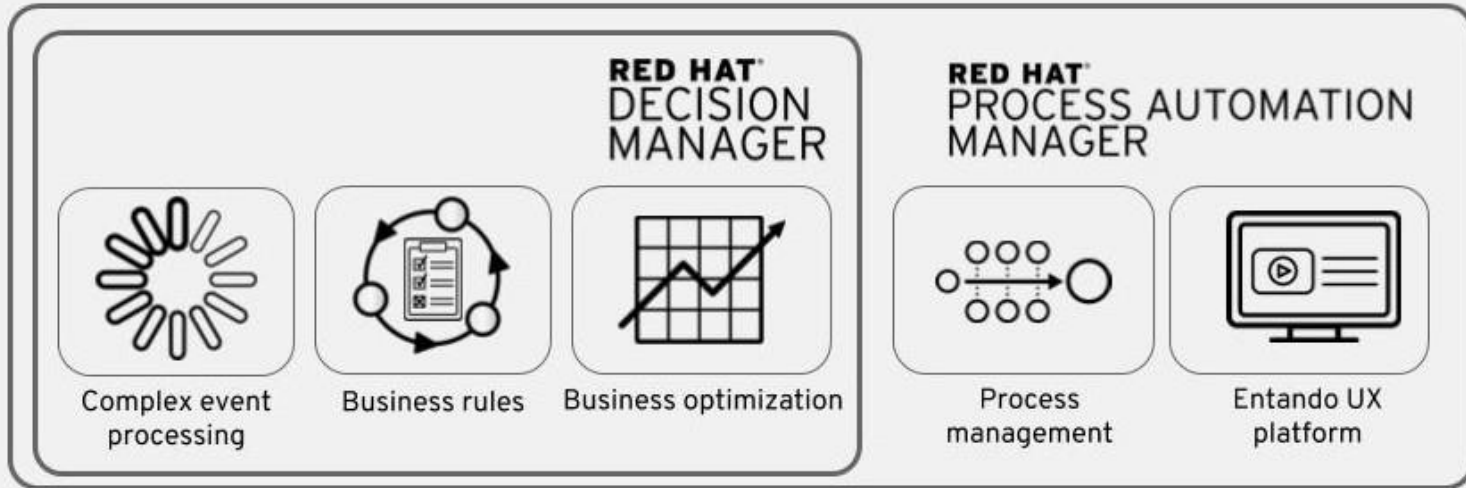 RED HAT®
DECISION
MANAGER
RED HAT®
PROCESS AUTOMATION
MANAGER
Complex event
processing
Business rules
Business optimization
Process
management
Entando UX
platform